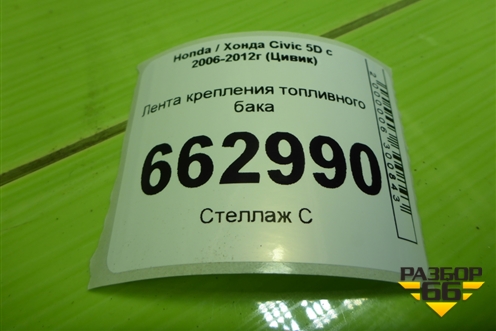 Honda / Хонда Civic 5D с
2006-2012г (Цивик)
Лента крепления топливного
бака
662990
Стеллаж С
РАЗБОР
66